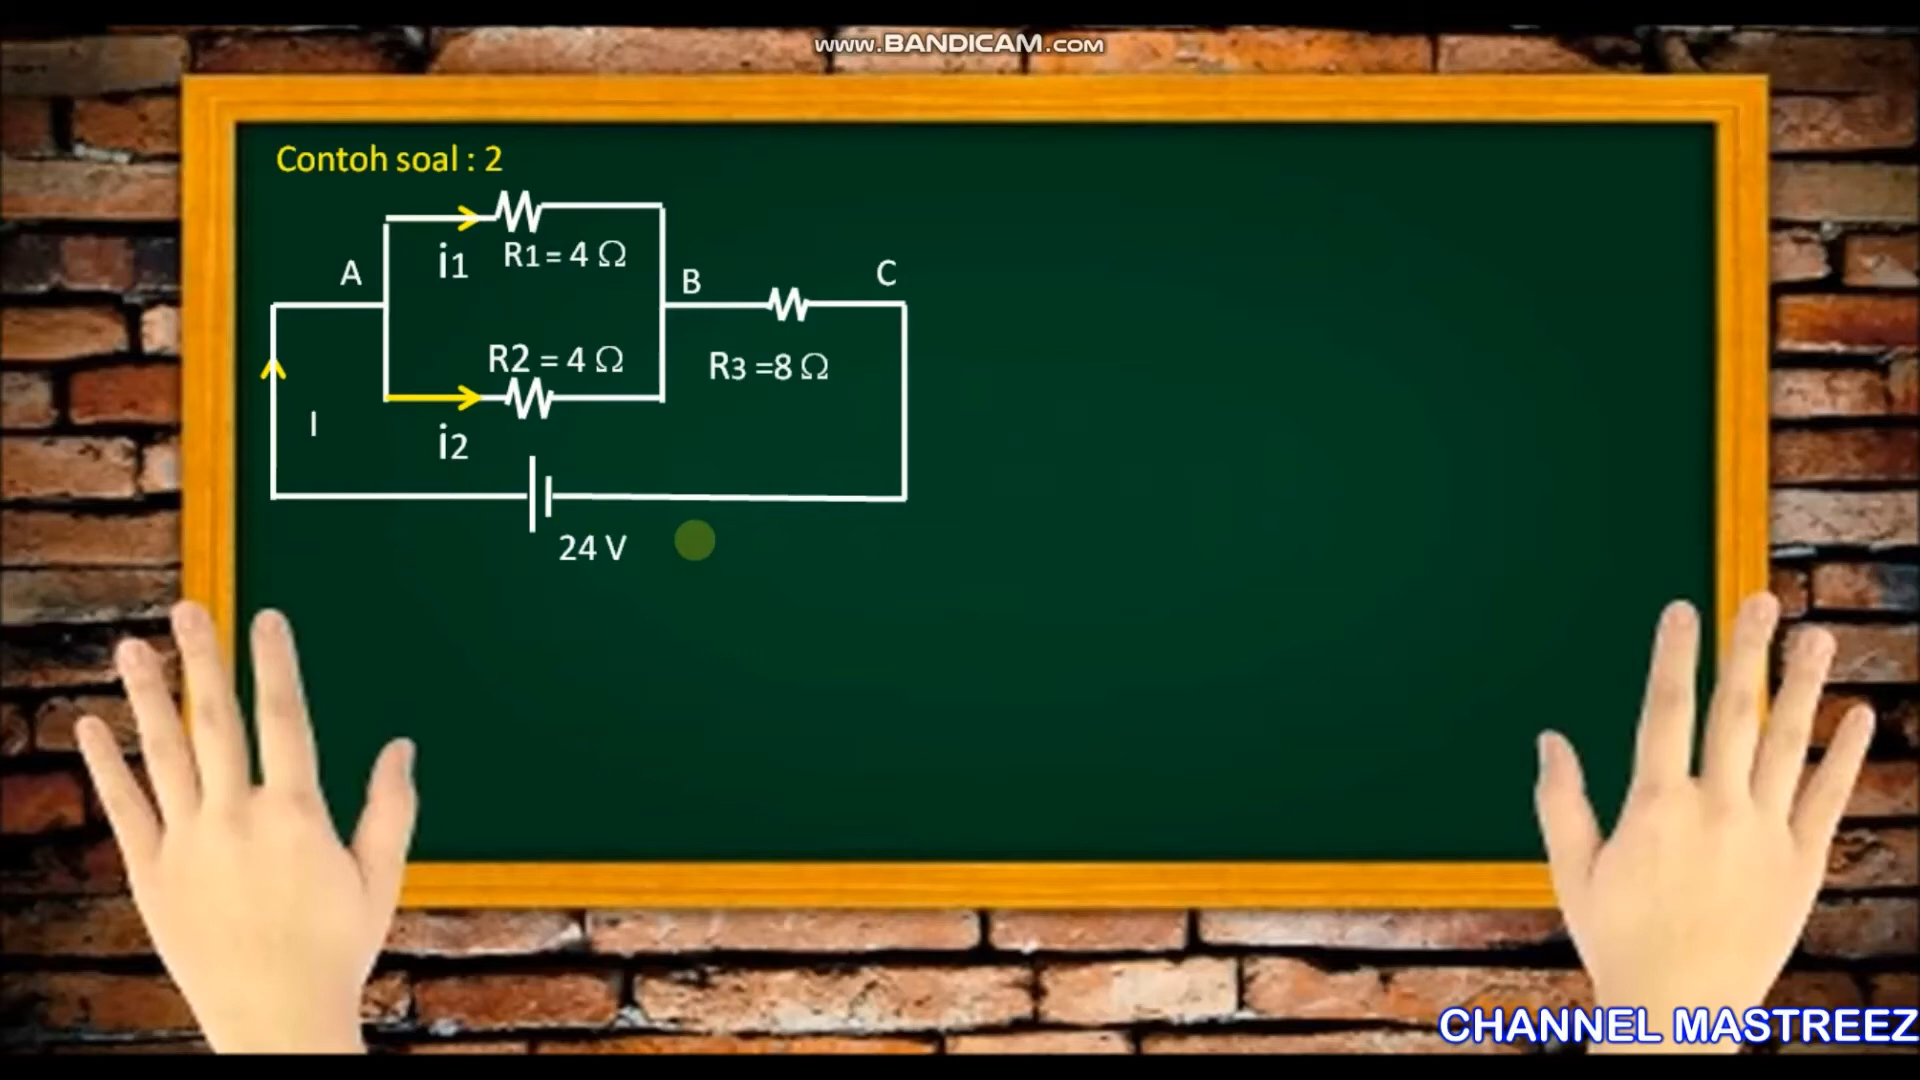 www.BANDICAM.com
Contoh soal : 2
A
i1
R1= 4 Ω
B
C
R2 = 4 Ω
R3 =8 Ω
I
i2
24 V
CHANNEL MASTREEZ